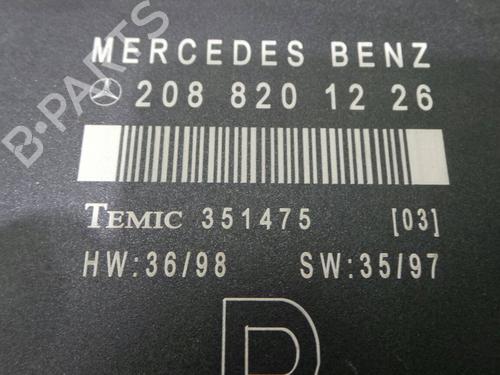 MERCEDES BENZ
208 820 12 26
TEMIC 351475 [03]
HW:36/98 SW:35/97
B-PARTS